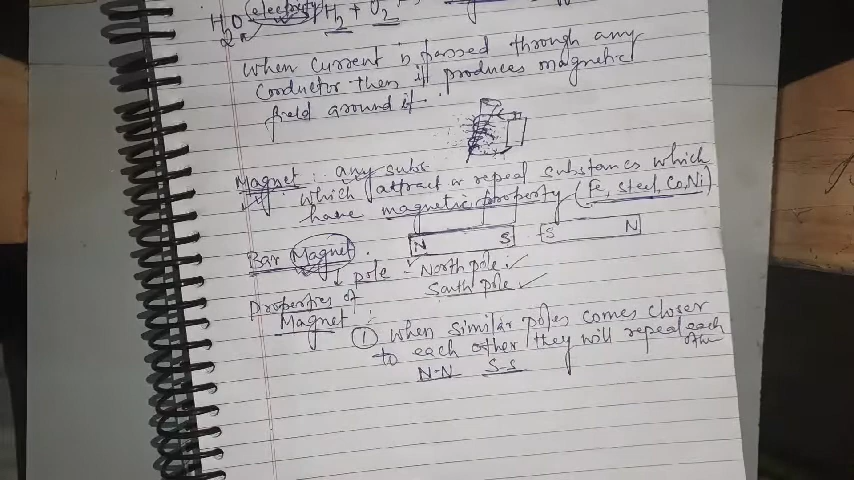 H2O (electricity) H2 + O2
When current is passed through any
conductor then it produces magnetic
field around it.
Magnet : any subs
which attract or repeal substances which
have magnetic property (Fe, steel, Co, Ni)
N S S N
Bar Magnet.
pole North pole
South pole
Properties of
Magnet :
① When similar poles comes closer
to each other they will repeal each
other
N-N S-S